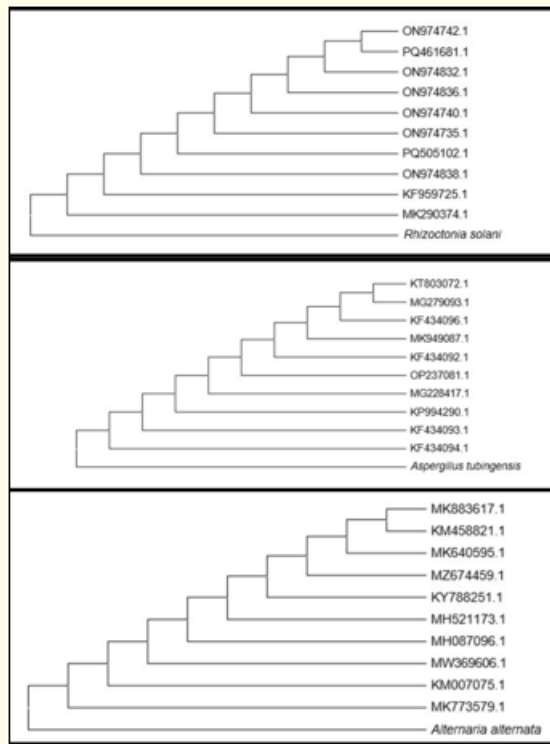 ON974742.1
PQ461681.1
ON974832.1
ON974836.1
ON974740.1
ON974735.1
PQ505102.1
ON974838.1
KF959725.1
MK290374.1
Rhizoctonia solani
KT803072.1
MG279093.1
KF434096.1
MK949087.1
KF434092.1
OP237081.1
MG228417.1
KP994290.1
KF434093.1
KF434094.1
Aspergillus tubingensis
MK883617.1
KM458821.1
MK640595.1
MZ674459.1
KY788251.1
MH521173.1
MH087096.1
MW369606.1
KM007075.1
MK773579.1
Alternaria alternata